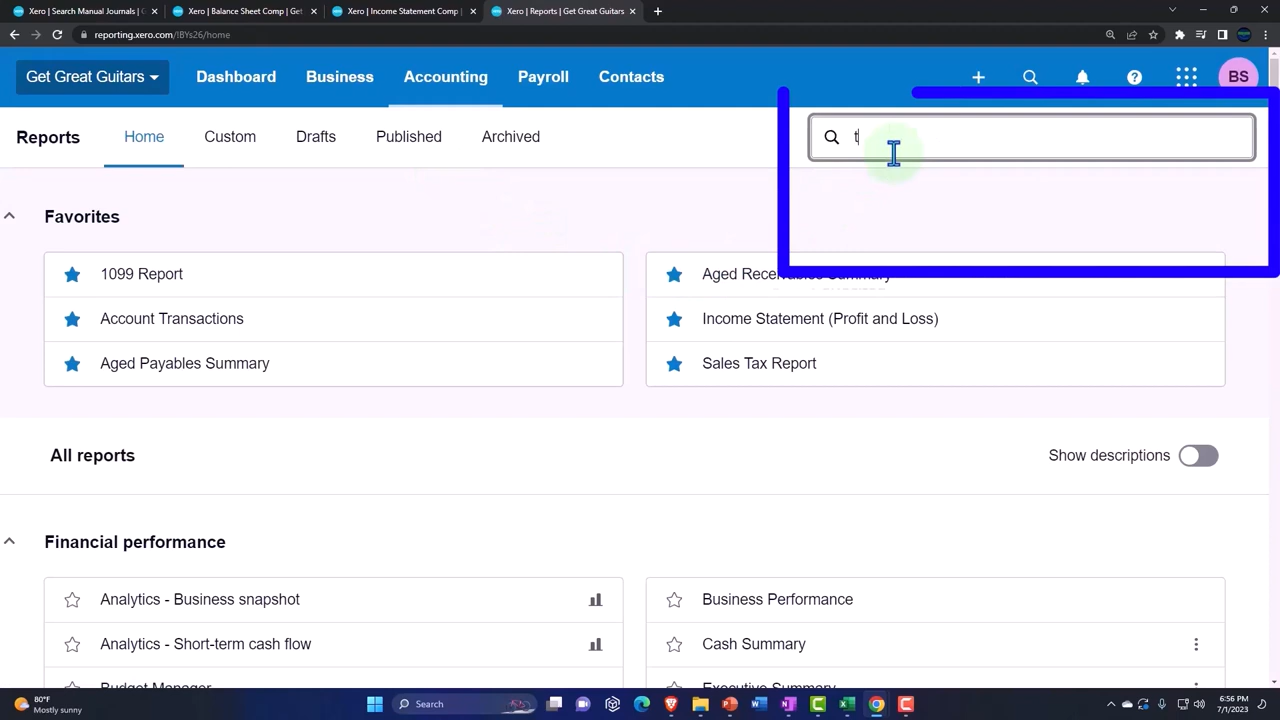 Xero | Search Manual Journals | G
Xero | Balance Sheet Comp | Get
Xero | Income Statement Comp |
Xero | Reports | Get Great Guitars
reporting.xero.com/!BYs26/home
Get Great Guitars
Dashboard
Business
Accounting
Payroll
Contacts
BS
Reports
Home
Custom
Drafts
Published
Archived
t
Favorites
1099 Report
Aged Receivables Summary
Account Transactions
Income Statement (Profit and Loss)
Aged Payables Summary
Sales Tax Report
All reports
Show descriptions
Financial performance
Analytics - Business snapshot
Business Performance
Analytics - Short-term cash flow
Cash Summary
Budget Manager
Executive Summary
80°F
Mostly sunny
Search
6:56 PM
7/1/2023